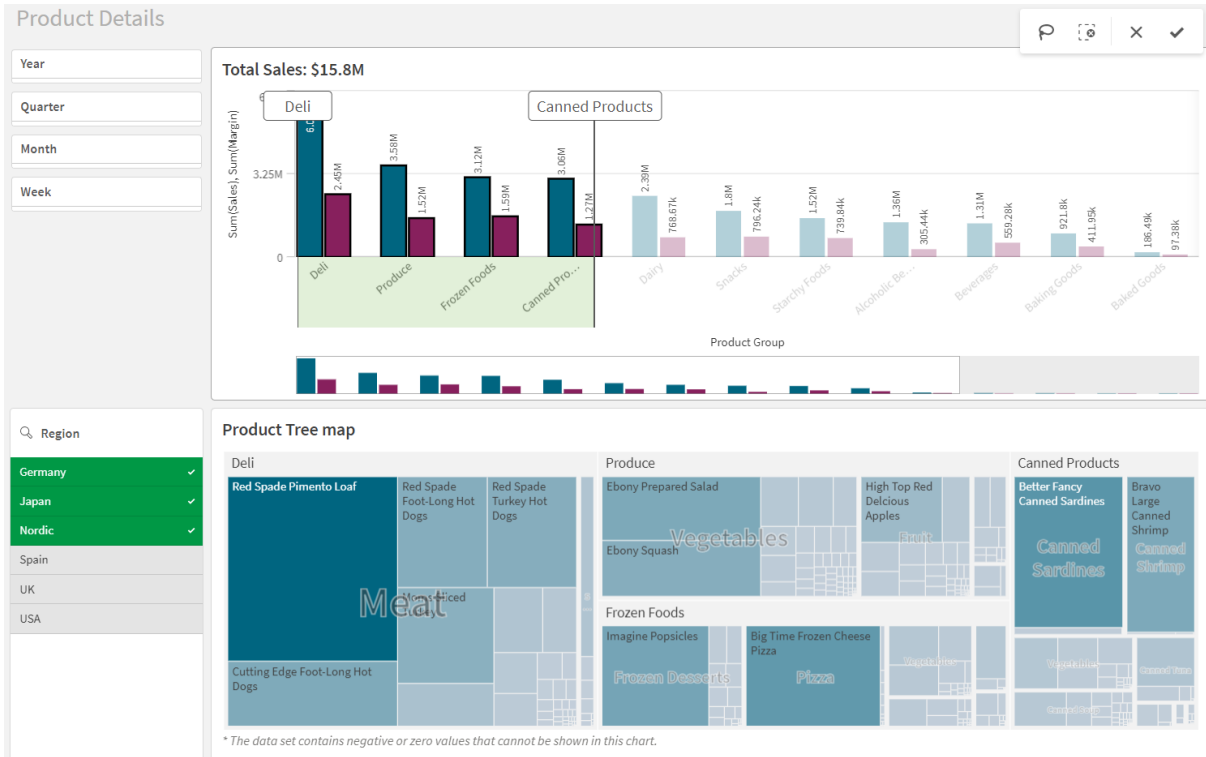 Product Details
Year
Quarter
Month
Week
Total Sales: $15.8M
Deli
Canned Products
Sum(Sales), Sum(Margin)
3.25M
0
2.45M
3.58M
1.52M
3.12M
1.59M
3.06M
1.27M
2.39M
768.67k
1.8M
796.24k
1.52M
739.84k
1.36M
305.44k
1.31M
559.28k
921.8k
411.95k
186.49k
97.38k
Deli
Produce
Frozen Foods
Canned Pro...
Dairy
Snacks
Starchy Foods
Alcoholic Be...
Beverages
Baking Goods
Baked Goods
Product Group
Region
Germany
Japan
Nordic
Spain
UK
USA
Product Tree map
Deli
Red Spade Pimento Loaf
Red Spade
Foot-Long Hot
Dogs
Red Spade
Turkey Hot
Dogs
Meat
Cutting Edge Foot-Long Hot
Dogs
Produce
Ebony Prepared Salad
Vegetables
Ebony Squash
High Top Red
Delcious
Apples
Fruit
Frozen Foods
Imagine Popsicles
Frozen Desserts
Big Time Frozen Cheese
Pizza
Pizza
Vegetables
Canned Products
Better Fancy
Canned Sardines
Canned
Sardines
Bravo
Large
Canned
Shrimp
Canned
Shrimp
Vegetables
Canned Tuna
* The data set contains negative or zero values that cannot be shown in this chart.